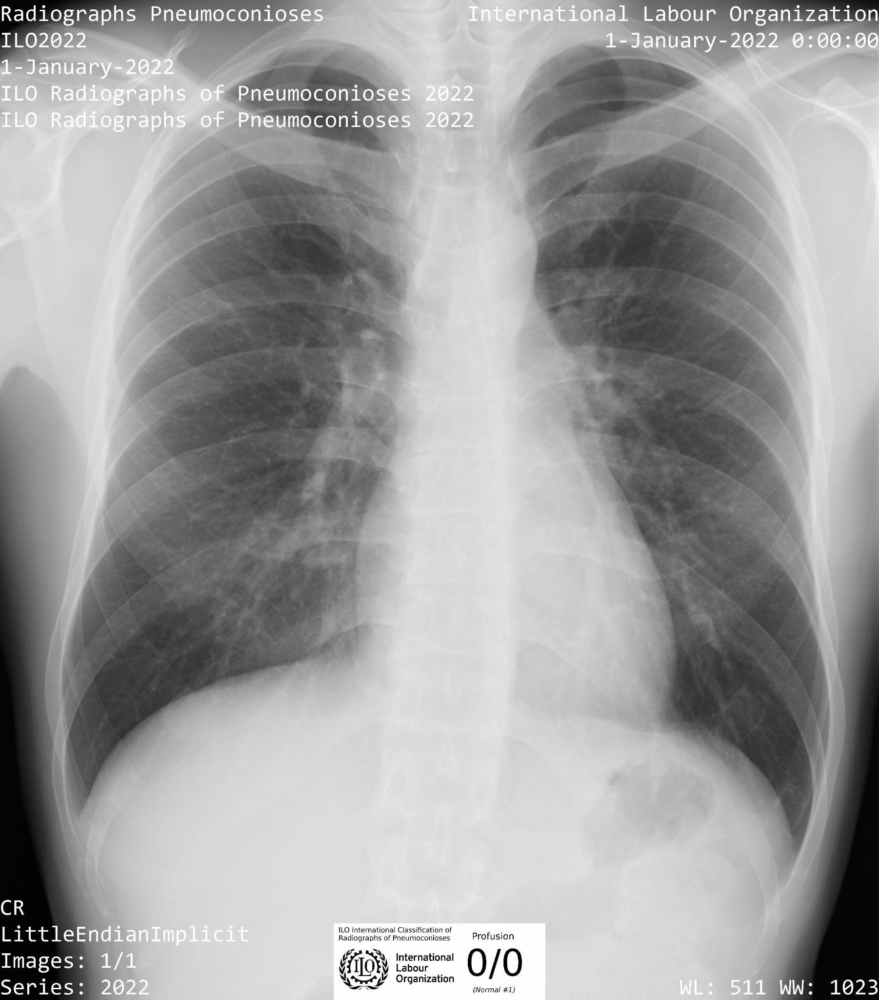 Radiographs Pneumoconioses
International Labour Organization
ILO2022
1-January-2022 0:00:00
1-January-2022
ILO Radiographs of Pneumoconioses 2022
ILO Radiographs of Pneumoconioses 2022
CR
LittleEndianImplicit
Images: 1/1
Series: 2022
ILO International Classification of
Radiographs of Pneumoconioses
Profusion
ILO
International
Labour
Organization
0/0
(Normal #1)
WL: 511 WW: 1023